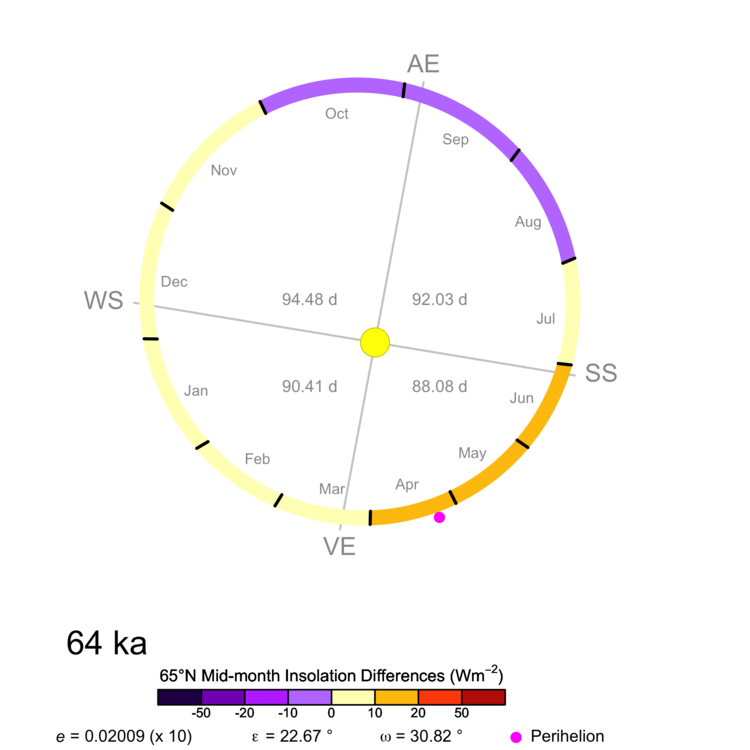 AE
Oct
Sep
Nov
Aug
Dec
WS
94.48 d
92.03 d
Jul
SS
90.41 d
88.08 d
Jan
Jun
Feb
May
Mar
Apr
VE
64 ka
65°N Mid-month Insolation Differences (Wm⁻²)
-50 -20 -10 0 10 20 50
e = 0.02009 (x 10) ε = 22.67 ° ω = 30.82 ° Perihelion